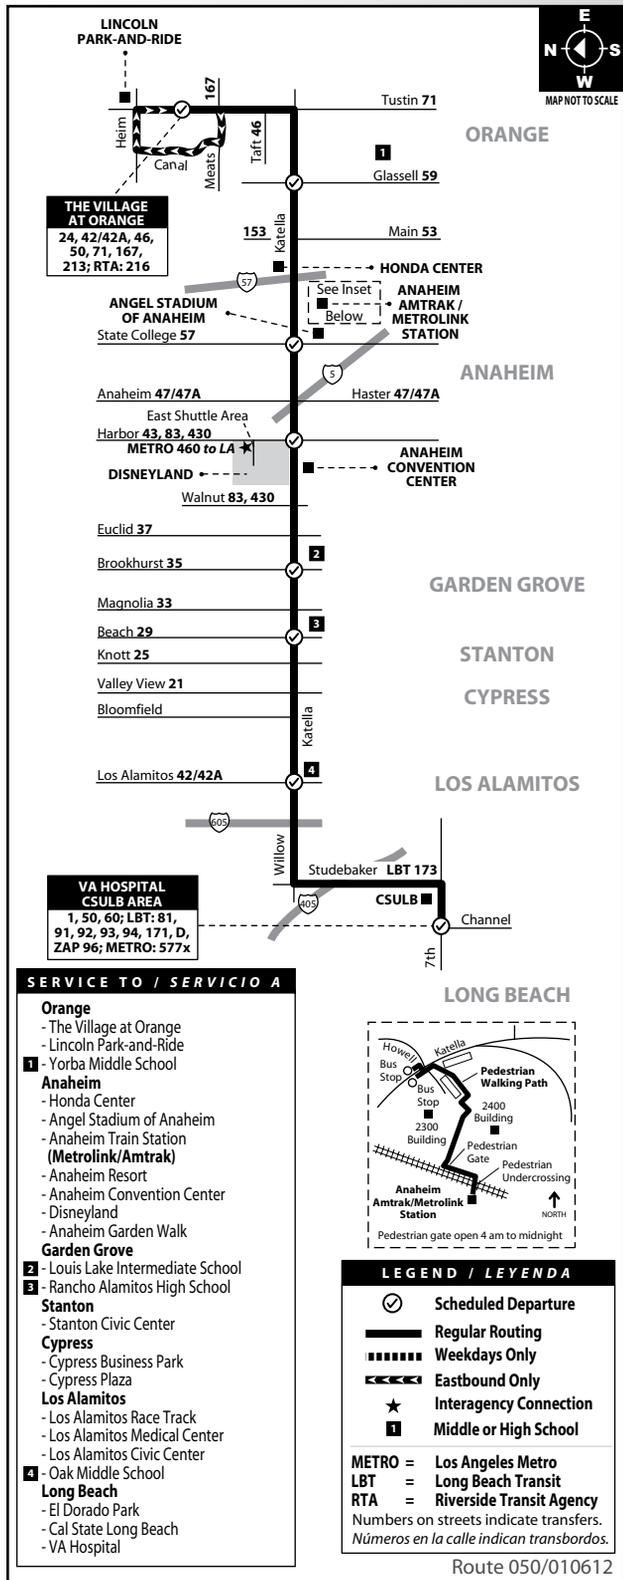 LINCOLN
PARK-AND-RIDE
E
N
S
W
MAP NOT TO SCALE
167
Tustin 71
ORANGE
Heim
Canal
Meats
Taft 46
1
Glassell 59
THE VILLAGE
AT ORANGE
24, 42/42A, 46,
50, 71, 167,
213; RTA: 216
153
Katella
Main 53
HONDA CENTER
57
See Inset
Below
ANAHEIM
AMTRAK /
METROLINK
STATION
ANGEL STADIUM
OF ANAHEIM
State College 57
5
ANAHEIM
Anaheim 47/47A
Haster 47/47A
East Shuttle Area
Harbor 43, 83, 430
METRO 460 to LA
DISNEYLAND
ANAHEIM
CONVENTION
CENTER
Walnut 83, 430
Euclid 37
2
Brookhurst 35
GARDEN GROVE
Magnolia 33
3
Beach 29
Knott 25
STANTON
Valley View 21
CYPRESS
Bloomfield
Katella
Los Alamitos 42/42A
4
LOS ALAMITOS
605
Willow
Studebaker LBT 173
405
CSULB
VA HOSPITAL
CSULB AREA
1, 50, 60; LBT: 81,
91, 92, 93, 94, 171, D,
ZAP 96; METRO: 577x
Channel
7th
LONG BEACH
SERVICE TO / SERVICIO A
Orange
- The Village at Orange
- Lincoln Park-and-Ride
1 - Yorba Middle School
Anaheim
- Honda Center
- Angel Stadium of Anaheim
- Anaheim Train Station
(Metrolink/Amtrak)
- Anaheim Resort
- Anaheim Convention Center
- Disneyland
- Anaheim Garden Walk
Garden Grove
2 - Louis Lake Intermediate School
3 - Rancho Alamitos High School
Stanton
- Stanton Civic Center
Cypress
- Cypress Business Park
- Cypress Plaza
Los Alamitos
- Los Alamitos Race Track
- Los Alamitos Medical Center
- Los Alamitos Civic Center
4 - Oak Middle School
Long Beach
- El Dorado Park
- Cal State Long Beach
- VA Hospital
Howell
Katella
Bus
Stop
Bus
Stop
Pedestrian
Walking Path
2300
Building
2400
Building
Pedestrian
Gate
Pedestrian
Undercrossing
Anaheim
Amtrak/Metrolink
Station
NORTH
Pedestrian gate open 4 am to midnight
LEGEND / LEYENDA
Scheduled Departure
Regular Routing
Weekdays Only
Eastbound Only
Interagency Connection
1 Middle or High School
METRO = Los Angeles Metro
LBT = Long Beach Transit
RTA = Riverside Transit Agency
Numbers on streets indicate transfers.
Números en la calle indican transbordos.
Route 050/010612